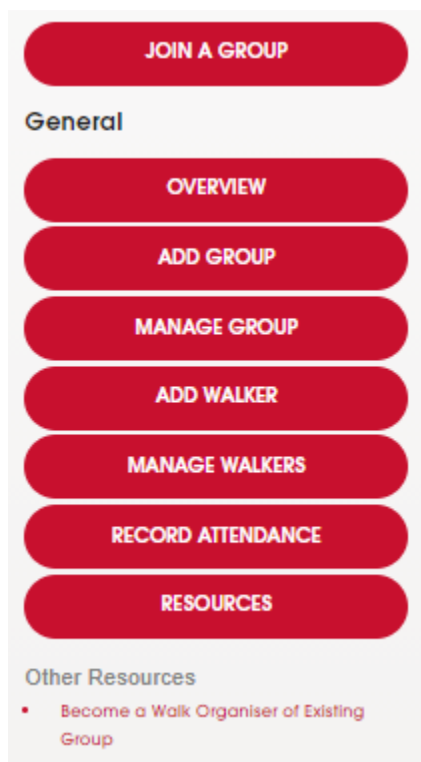 JOIN A GROUP
General
OVERVIEW
ADD GROUP
MANAGE GROUP
ADD WALKER
MANAGE WALKERS
RECORD ATTENDANCE
RESOURCES
Other Resources
• Become a Walk Organiser of Existing
Group